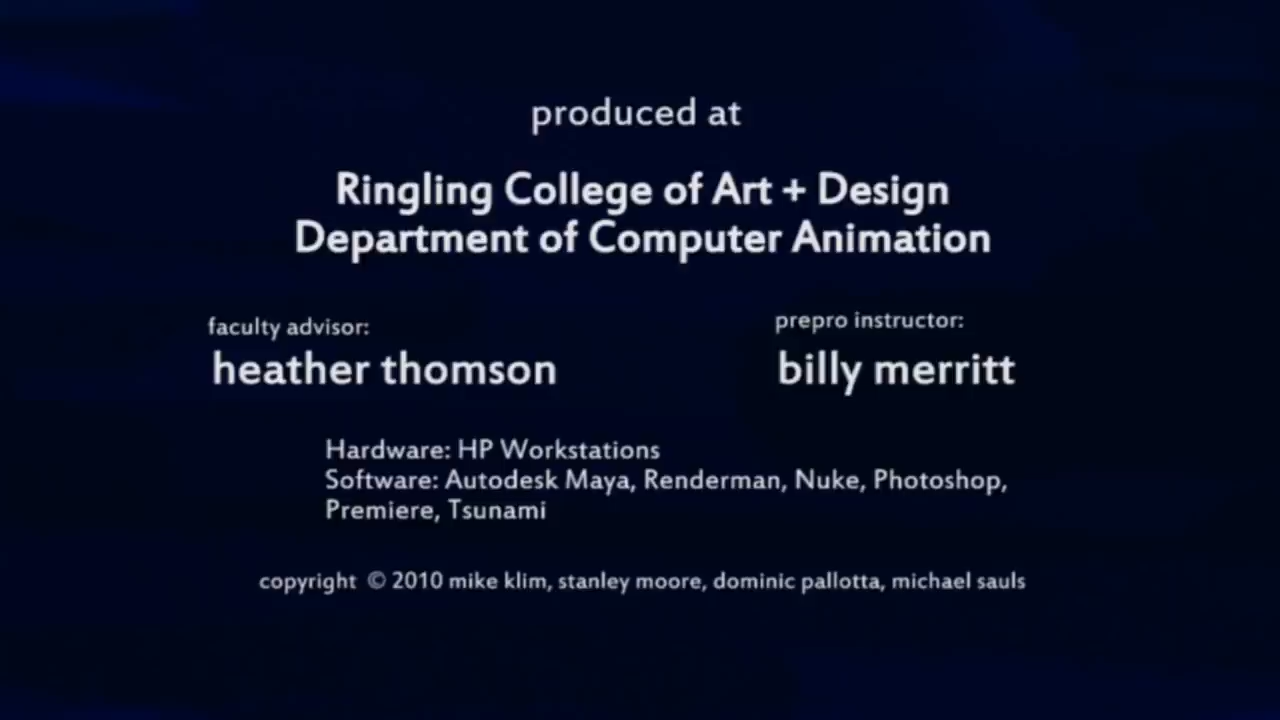 produced at
Ringling College of Art + Design
Department of Computer Animation
faculty advisor:
heather thomson
prepro instructor:
billy merritt
Hardware: HP Workstations
Software: Autodesk Maya, Renderman, Nuke, Photoshop,
Premiere, Tsunami
copyright © 2010 mike klim, stanley moore, dominic pallotta, michael sauls